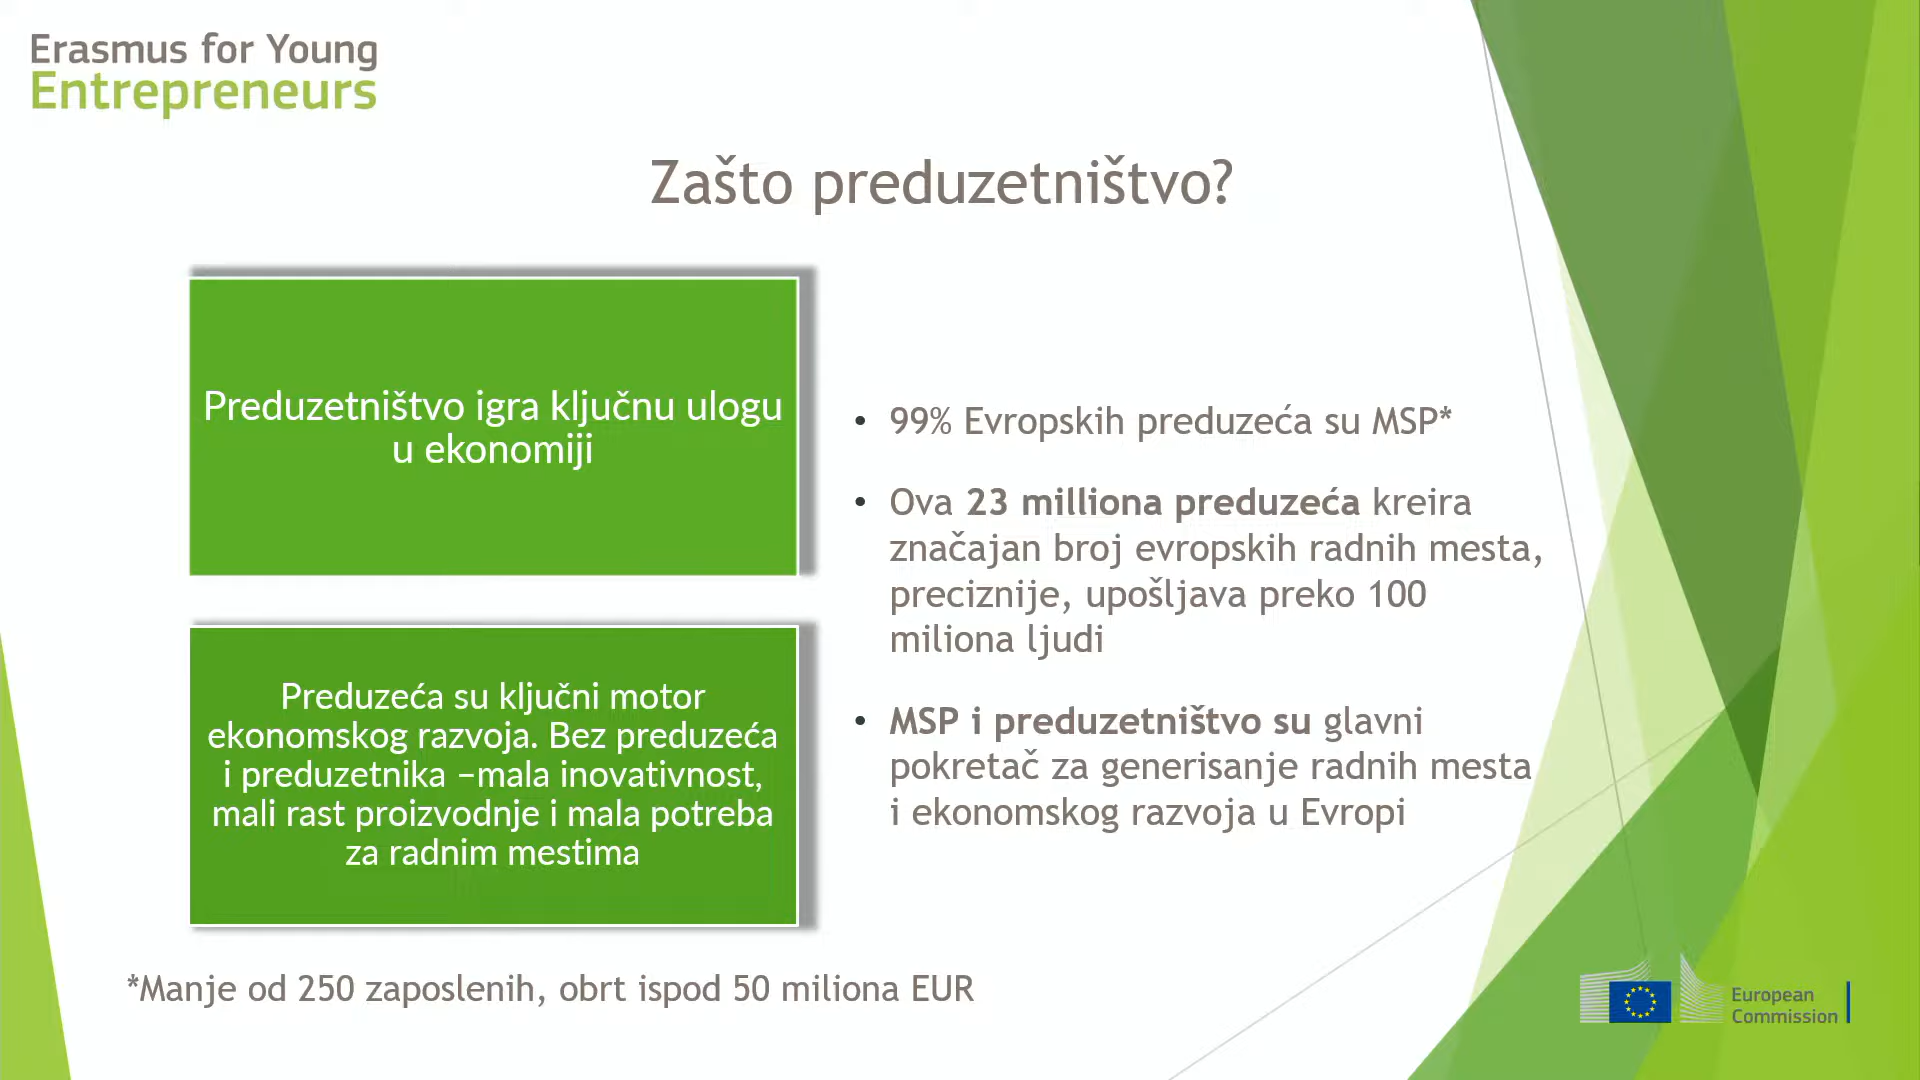 Erasmus for Young
Entrepreneurs
Zašto preduzetništvo?
Preduzetništvo igra ključnu ulogu
u ekonomiji
Preduzeća su ključni motor
ekonomskog razvoja. Bez preduzeća
i preduzetnika –mala inovativnost,
mali rast proizvodnje i mala potreba
za radnim mestima
• 99% Evropskih preduzeća su MSP*
• Ova 23 milliona preduzeća kreira
značajan broj evropskih radnih mesta,
preciznije, upošljava preko 100
miliona ljudi
• MSP i preduzetništvo su glavni
pokretač za generisanje radnih mesta
i ekonomskog razvoja u Evropi
*Manje od 250 zaposlenih, obrt ispod 50 miliona EUR
European
Commission